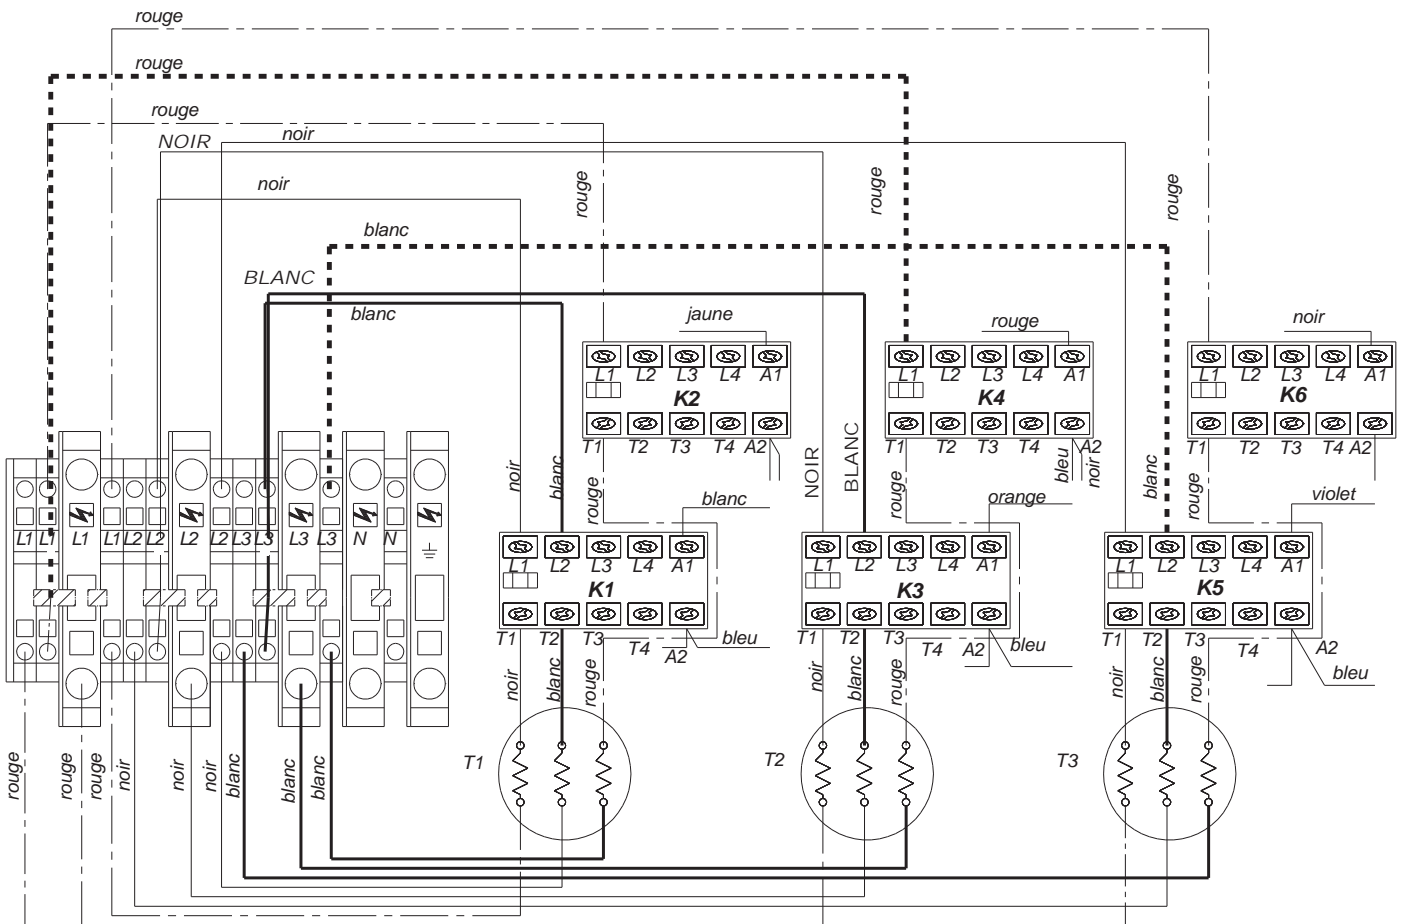 rouge
rouge
rouge
NOIR noir
noir
rouge rouge rouge
blanc
BLANC
blanc
jaune rouge noir
L1 L2 L3 L4 A1 L1 L2 L3 L4 A1 L1 L2 L3 L4 A1
K2 K4 K6
T1 T2 T3 T4 A2 T1 T2 T3 T4 A2 T1 T2 T3 T4 A2
noir blanc rouge NOIR BLANC rouge bleu noir blanc rouge
blanc orange violet
L1 L1 L1 L1 L2 L2 L2 L2 L3 L3 L3 L3 N N
L1 L2 L3 L4 A1 L1 L2 L3 L4 A1 L1 L2 L3 L4 A1
K1 K3 K5
T1 T2 T3 T4 A2 bleu T1 T2 T3 T4 A2 bleu T1 T2 T3 T4 A2 bleu
noir blanc rouge noir blanc rouge noir blanc rouge
T1 T2 T3
rouge rouge rouge noir noir noir blanc blanc blanc